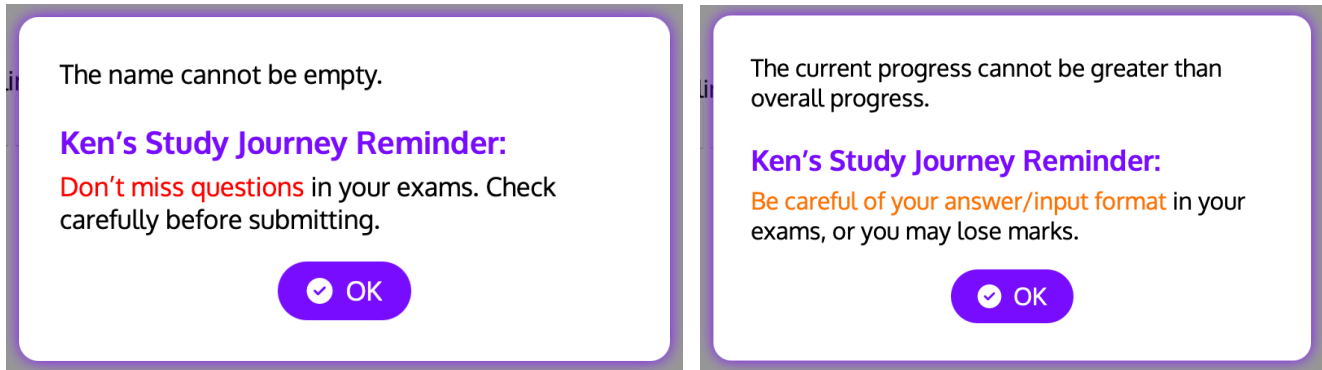 The name cannot be empty.
Ken’s Study Journey Reminder:
Don’t miss questions in your exams. Check
carefully before submitting.
OK
The current progress cannot be greater than
overall progress.
Ken’s Study Journey Reminder:
Be careful of your answer/input format in your
exams, or you may lose marks.
OK